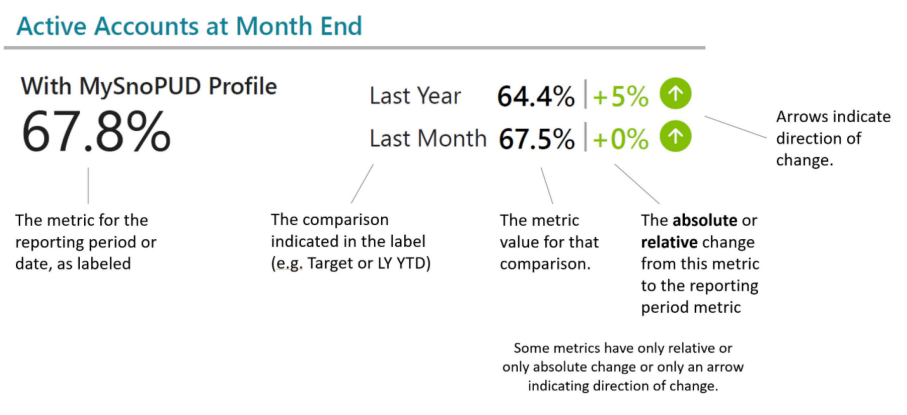 Active Accounts at Month End
With MySnoPUD Profile
67.8%
Last Year 64.4% +5%
Last Month 67.5% +0%
Arrows indicate
direction of
change.
The metric for the
reporting period or
date, as labeled
The comparison
indicated in the label
(e.g. Target or LY YTD)
The metric
value for that
comparison.
The absolute or
relative change
from this metric
to the reporting
period metric
Some metrics have only relative or
only absolute change or only an arrow
indicating direction of change.